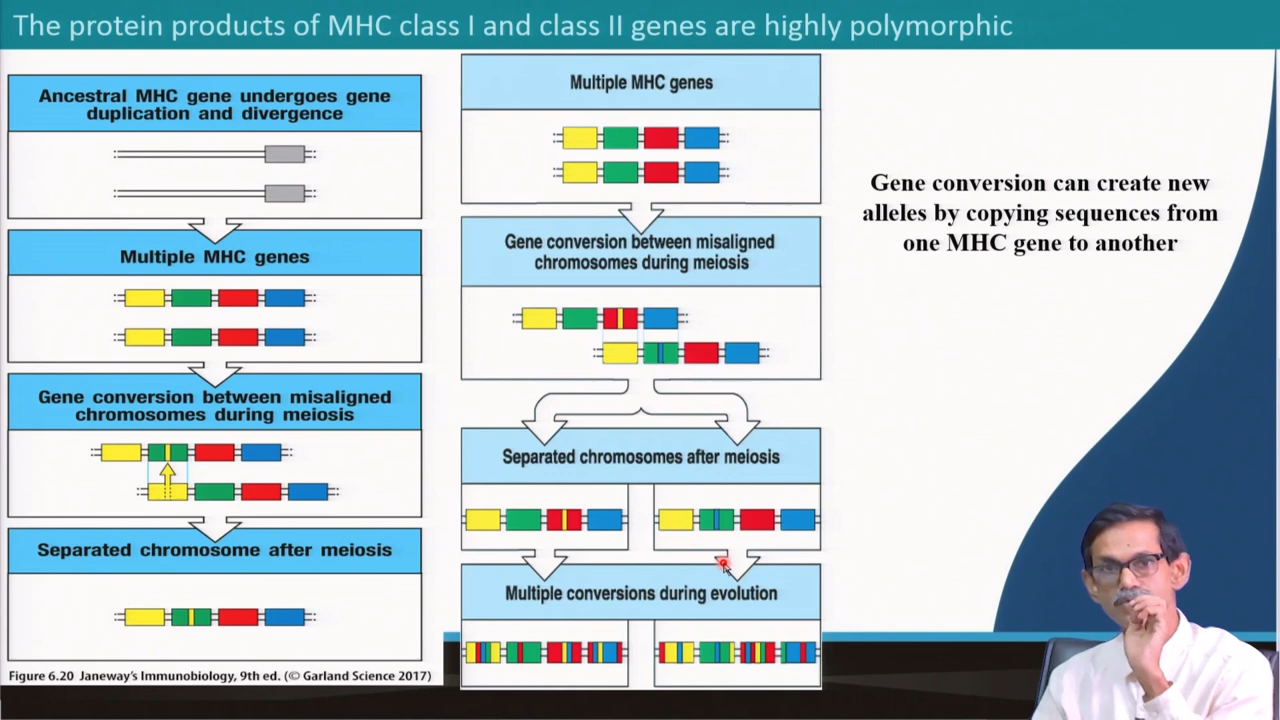 The protein products of MHC class I and class II genes are highly polymorphic
Ancestral MHC gene undergoes gene
duplication and divergence
Multiple MHC genes
Gene conversion between misaligned
chromosomes during meiosis
Separated chromosome after meiosis
Figure 6.20 Janeway's Immunobiology, 9th ed. (© Garland Science 2017)
Multiple MHC genes
Gene conversion between misaligned
chromosomes during meiosis
Separated chromosomes after meiosis
Multiple conversions during evolution
Gene conversion can create new
alleles by copying sequences from
one MHC gene to another